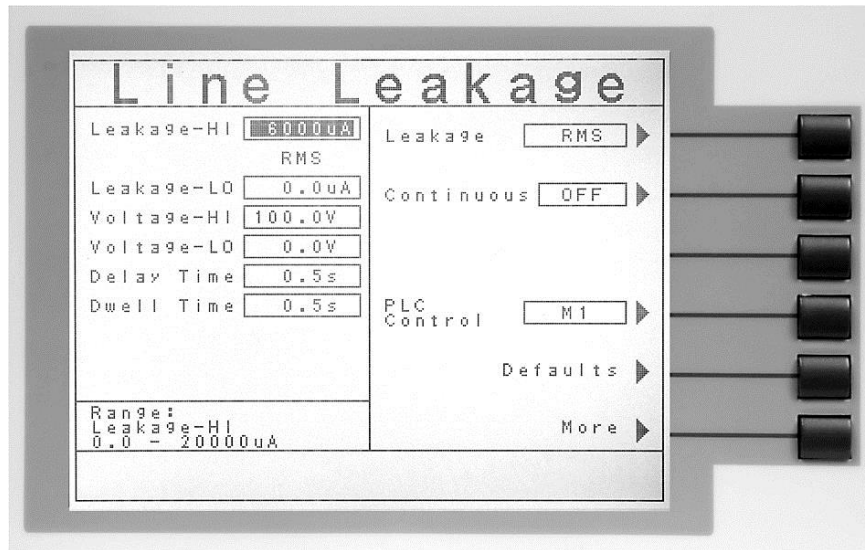 Line Leakage
Leakage-HI 6000uA
RMS
Leakage-LO 0.0uA
Voltage-HI 100.0V
Voltage-LO 0.0V
Delay Time 0.5s
Dwell Time 0.5s
Range:
Leakage-HI
0.0 - 20000uA
Leakage RMS
Continuous OFF
PLC
Control M1
Defaults
More